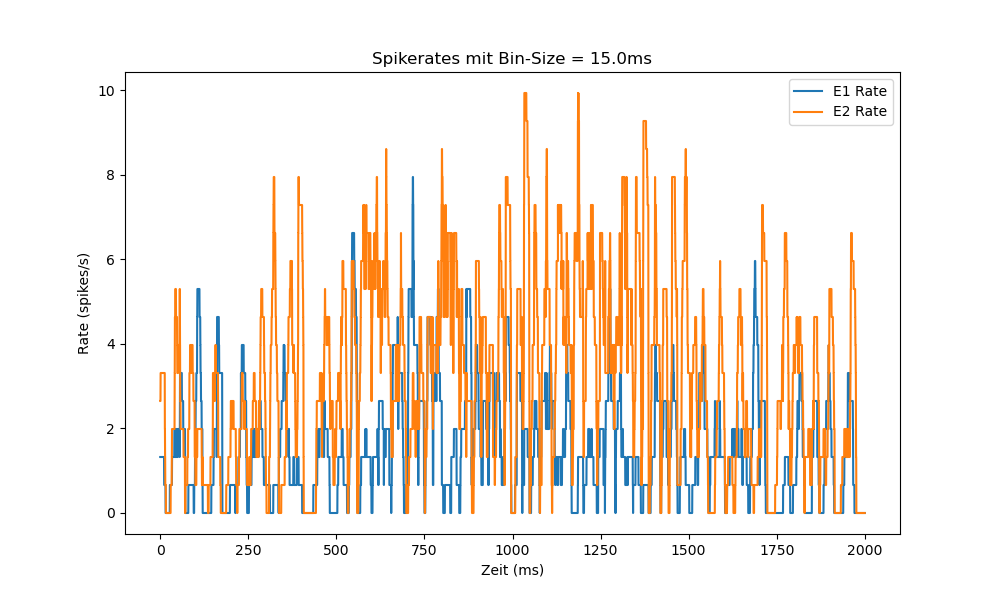 Spikerates mit Bin-Size = 15.0ms
E1 Rate
E2 Rate
10
8
6
4
2
0
Rate (spikes/s)
0 250 500 750 1000 1250 1500 1750 2000
Zeit (ms)